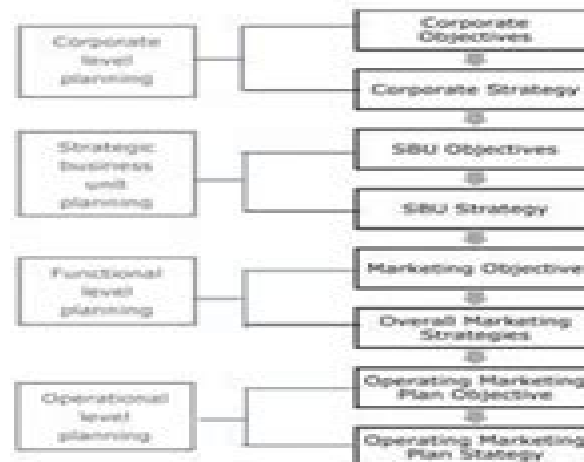 Corporate
level
planning
Corporate
Objectives
Corporate Strategy
Strategic
business
unit
planning
SBU Objectives
SBU Strategy
Functional
level
planning
Marketing Objective
Overall Marketing
Strategies
Operational
level
planning
Operating Marketing
Plan Objective
Operating Marketing
Plan Stategy